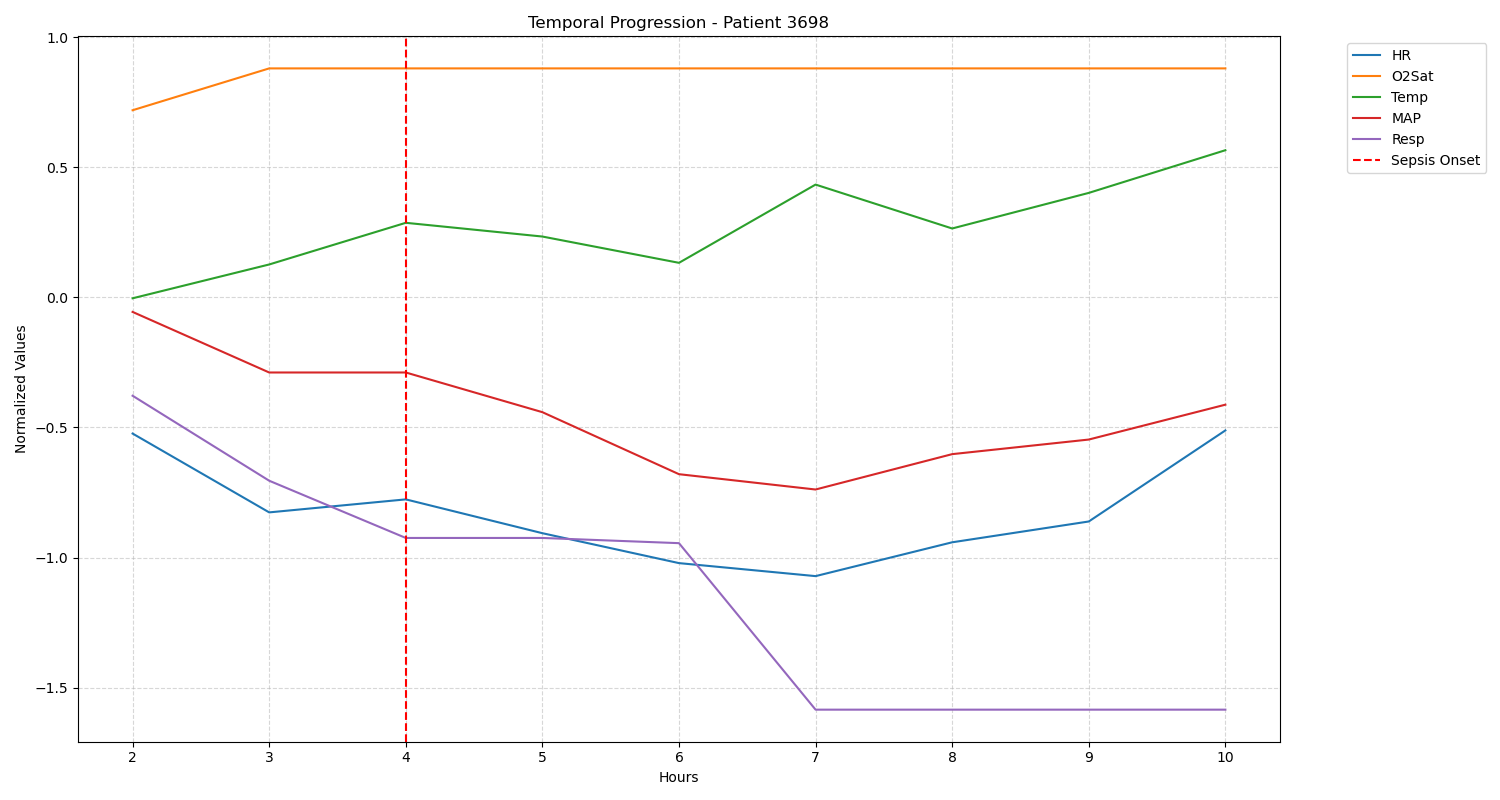 Temporal Progression - Patient 3698
1.0
0.5
0.0
−0.5
−1.0
−1.5
Normalized Values
2 3 4 5 6 7 8 9 10
Hours
HR
O2Sat
Temp
MAP
Resp
Sepsis Onset